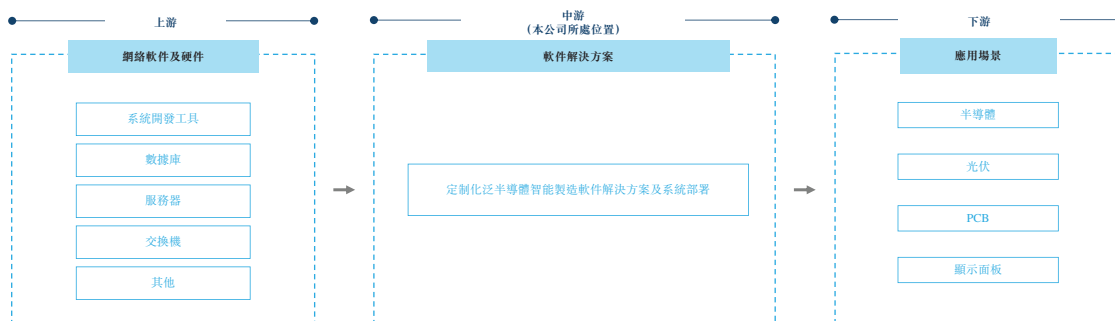 上游
網絡軟件及硬件
系統開發工具
數據庫
服務器
交換機
其他
中游
(本公司所處位置)
軟件解決方案
定制化泛半導體智能製造軟件解決方案及系統部署
下游
應用場景
半導體
光伏
PCB
顯示面板